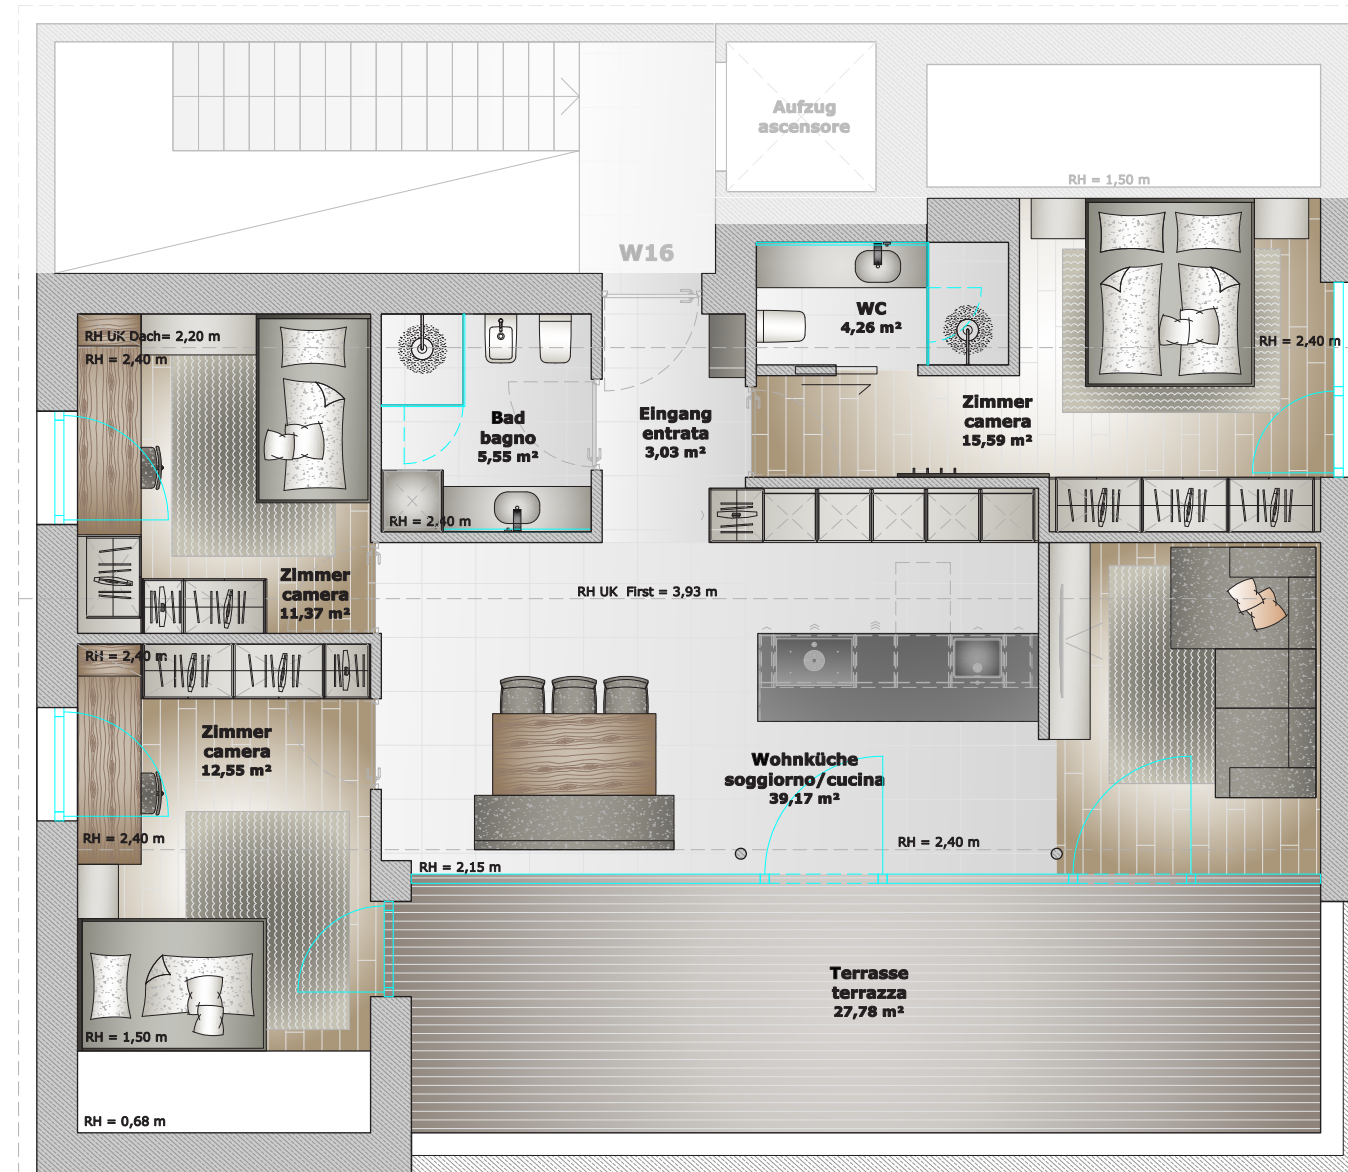 Aufzug
ascensore
RH = 1,50 m
W16
RH UK Dach= 2,20 m
RH = 2,40 m
WC
4,26 m²
RH = 2,40 m
Zimmer
camera
15,59 m²
Bad
bagno
5,55 m²
Eingang
entrata
3,03 m²
RH = 2.40 m
Zimmer
camera
11,37 m²
RH UK First = 3,93 m
RH = 2,40 m
Zimmer
camera
12,55 m²
Wohnküche
soggiorno/cucina
39,17 m²
RH = 2,40 m
RH = 2,40 m
RH = 2,15 m
Terrasse
terrazza
27,78 m²
RH = 1,50 m
RH = 0,68 m